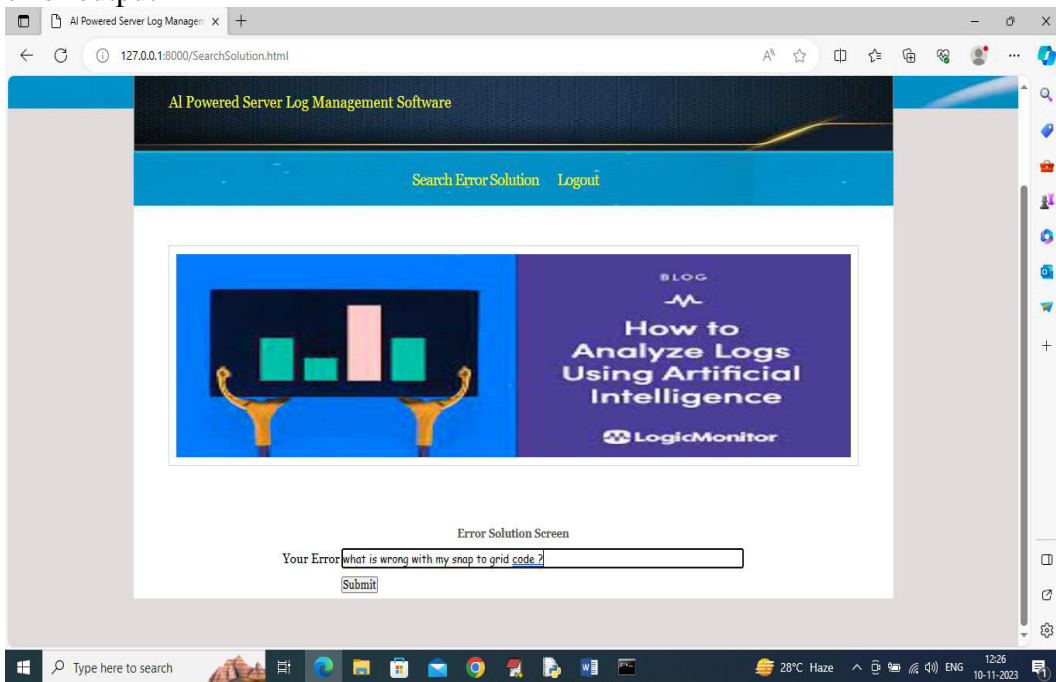 AI Powered Server Log Managen
127.0.0.1:8000/SearchSolution.html
AI Powered Server Log Management Software
Search Error Solution Logout
BLOG
How to
Analyze Logs
Using Artificial
Intelligence
LogicMonitor
Error Solution Screen
Your Error what is wrong with my snap to grid code ?
Submit
Type here to search
28°C Haze
ENG
12:26
10-11-2023